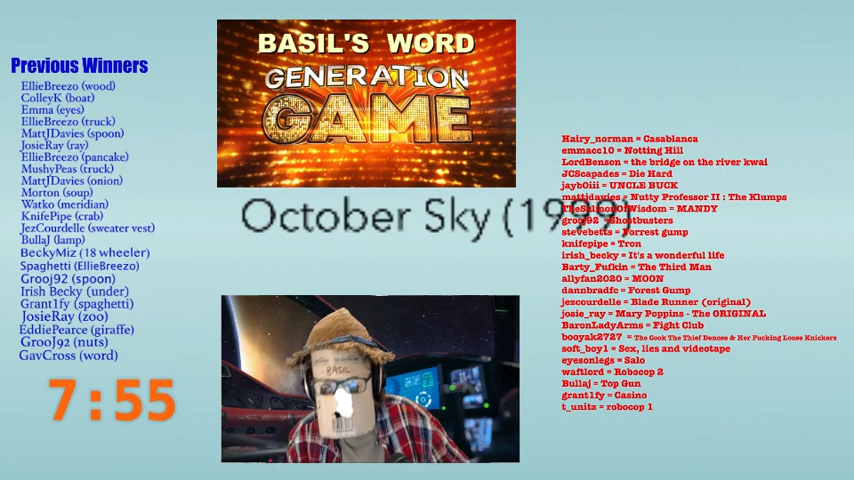 Previous Winners
EllieBreezo (wood)
ColleyK (boat)
Emma (eyes)
EllieBreezo (truck)
MattJDavies (spoon)
JosieRay (ray)
EllieBreezo (pancake)
MushyPeas (truck)
MattJDavies (onion)
Morton (soup)
Watko (meridian)
KnifePipe (crab)
JezCourdelle (sweater vest)
BullaJ (lamp)
BeckyMiz (18 wheeler)
Spaghetti (EllieBreezo)
Grooj92 (spoon)
Irish Becky (under)
Grant1fy (spaghetti)
JosieRay (zoo)
EddiePearce (giraffe)
GrooJ92 (nuts)
GavCross (word)
7:55
BASIL'S WORD
GENERATION
GAME
October Sky (1999)
BASIL
Hairy_norman = Casablanca
emmacc10 = Notting Hill
LordBenson = the bridge on the river kwai
JCScapades = Die Hard
jayb0iii = UNCLE BUCK
mattjdavies = Nutty Professor II : The Klumps
TheSalmonOfWisdom = MANDY
grooj92 = Ghostbusters
stevebetts = Forrest gump
knifepipe = Tron
irish_becky = It's a wonderful life
Barty_Fufkin = The Third Man
allyfan2020 = MOON
dannbradfc = Forest Gump
jezcourdelle = Blade Runner (original)
josie_ray = Mary Poppins - The ORIGINAL
BaronLadyArms = Fight Club
booyak2727 = The Cook The Thief Denose & Her Fucking Loose Knickers
soft_boy1 = Sex, lies and videotape
eyesonlegs = Salo
waftlord = Robocop 2
Bullaj = Top Gun
grant1fy = Casino
t_unitz = robocop 1